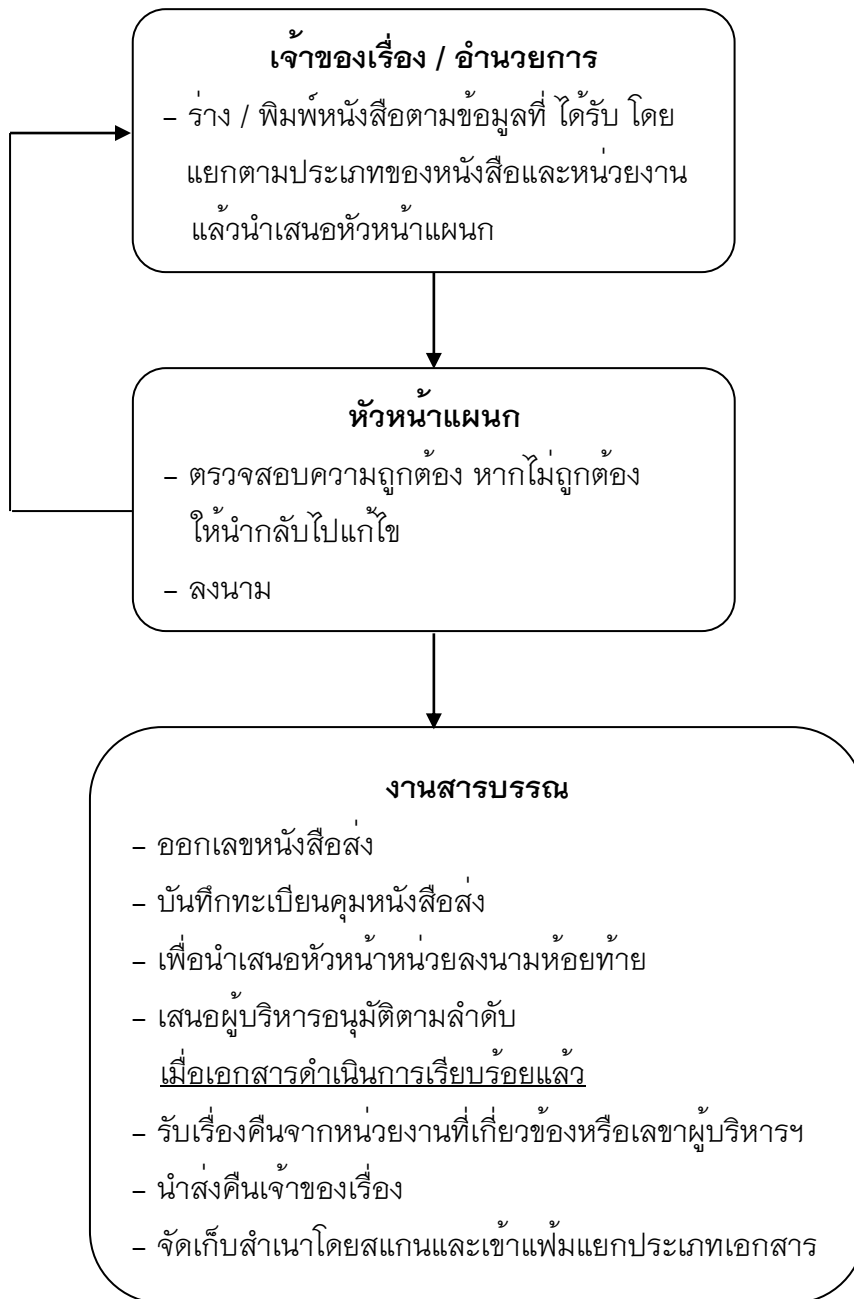 เจ้าของเรื่อง / อำนวยการ
– ร่าง / พิมพ์หนังสือตามข้อมูลที่ ได้รับ โดย
แยกตามประเภทของหนังสือและหน่วยงาน
แล้วนำเสนอหัวหน้าแผนก
หัวหน้าแผนก
– ตรวจสอบความถูกต้อง หากไม่ถูกต้อง
ให้นำกลับไปแก้ไข
– ลงนาม
งานสารบรรณ
– ออกเลขหนังสือส่ง
– บันทึกทะเบียนคุมหนังสือส่ง
– เพื่อนำเสนอหัวหน้าหน่วยลงนามห้อยท้าย
– เสนอผู้บริหารอนุมัติตามลำดับ
เมื่อเอกสารดำเนินการเรียบร้อยแล้ว
– รับเรื่องคืนจากหน่วยงานที่เกี่ยวข้องหรือเลขาผู้บริหารฯ
– นำส่งคืนเจ้าของเรื่อง
– จัดเก็บสำเนาโดยสแกนและเข้าแฟ้มแยกประเภทเอกสาร